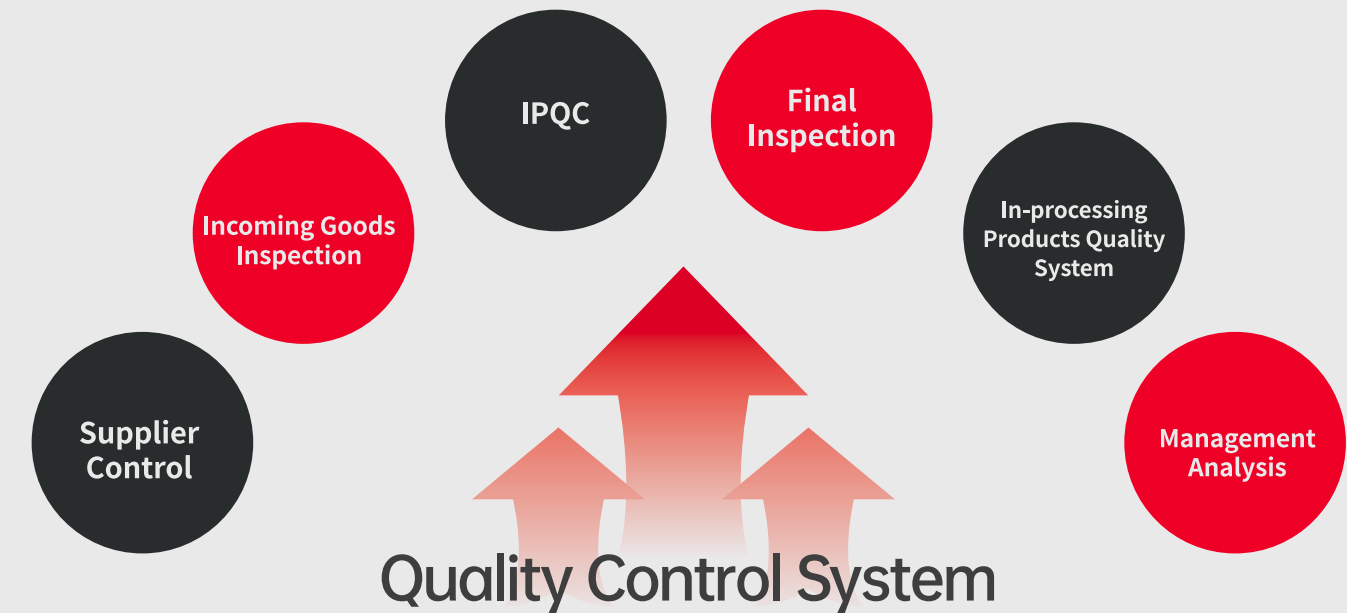 Supplier
Control
Incoming Goods
Inspection
IPQC
Final
Inspection
In-processing
Products Quality
System
Management
Analysis
Quality Control System